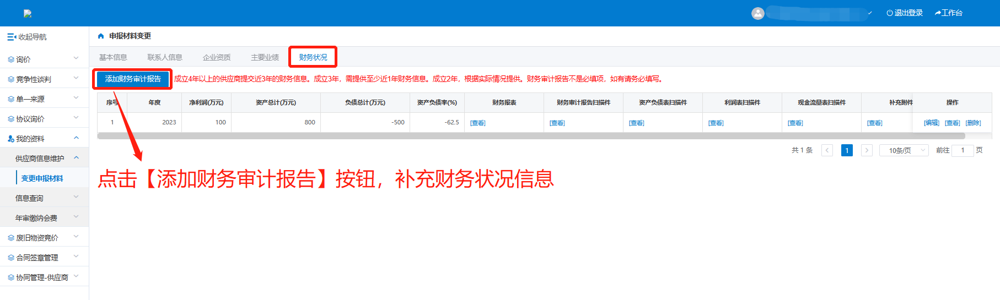 退出登录 工作台
收起导航
申报材料变更
基本信息 联系人信息 企业资质 主要业绩 财务状况
添加财务审计报告 成立4年以上的供应商提交近3年的财务信息。成立3年，需提供至少近1年财务信息。成立2年，根据实际情况提供。财务审计报告不是必填项，如有请务必填写。
序号 年度 净利润(万元) 资产总计(万元) 负债总计(万元) 资产负债率(%) 财务报表 财务审计报告扫描件 资产负债表扫描件 利润表扫描件 现金流量表扫描件 补充附件 操作
1 2023 100 800 -500 -62.5 [查看] [查看] [查看] [查看] [查看] [查看] [编辑] [查看] [删除]
共 1 条 1 10条/页 前往 1 页
点击【添加财务审计报告】按钮，补充财务状况信息
询价
竞争性谈判
单一来源
协议询价
我的资料
供应商信息维护
变更申报材料
信息查询
年审缴纳会费
废旧物资竞价
合同签章管理
协同管理-供应商